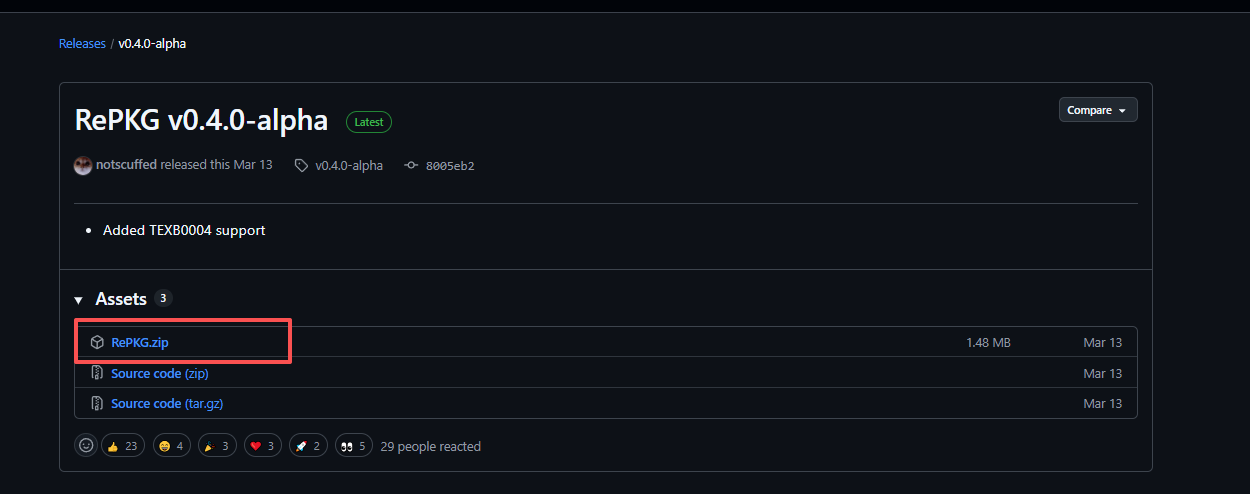 Releases / v0.4.0-alpha
RePKG v0.4.0-alpha Latest Compare
notscuffed released this Mar 13 v0.4.0-alpha 8005eb2
Added TEXB0004 support
Assets 3
RePKG.zip 1.48 MB Mar 13
Source code (zip) Mar 13
Source code (tar.gz) Mar 13
23 4 3 3 2 5 29 people reacted